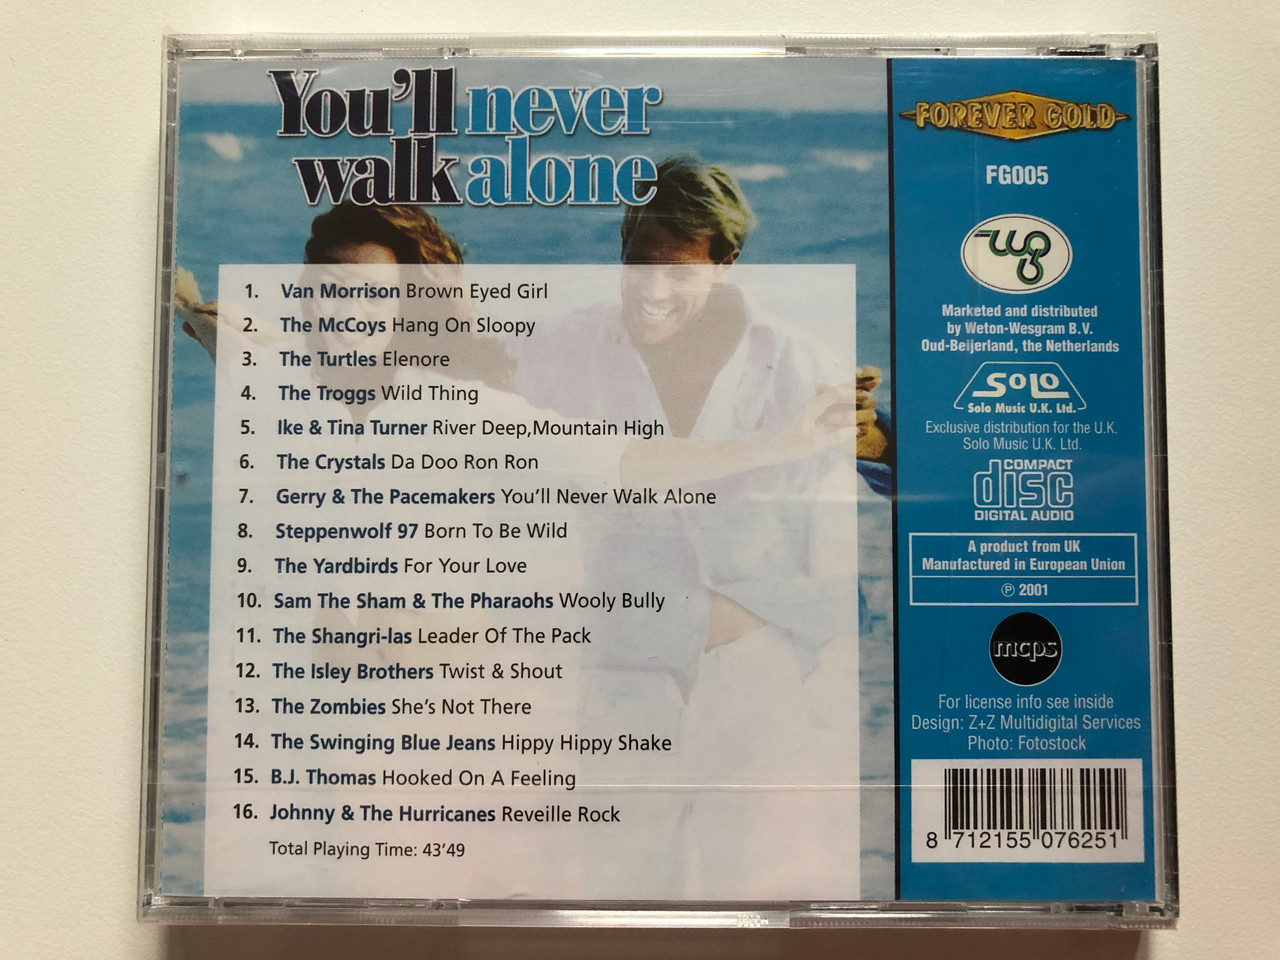 You'll never
walk alone
1. Van Morrison Brown Eyed Girl
2. The McCoys Hang On Sloopy
3. The Turtles Elenore
4. The Troggs Wild Thing
5. Ike & Tina Turner River Deep,Mountain High
6. The Crystals Da Doo Ron Ron
7. Gerry & The Pacemakers You'll Never Walk Alone
8. Steppenwolf 97 Born To Be Wild
9. The Yardbirds For Your Love
10. Sam The Sham & The Pharaohs Wooly Bully
11. The Shangri-las Leader Of The Pack
12. The Isley Brothers Twist & Shout
13. The Zombies She's Not There
14. The Swinging Blue Jeans Hippy Hippy Shake
15. B.J. Thomas Hooked On A Feeling
16. Johnny & The Hurricanes Reveille Rock
Total Playing Time: 43'49
FOREVER GOLD
FG005
Marketed and distributed
by Weton-Wesgram B.V.
Oud-Beijerland, the Netherlands
SOLO
Solo Music U.K. Ltd.
Exclusive distribution for the U.K.
Solo Music U.K. Ltd.
COMPACT
disc
DIGITAL AUDIO
A product from UK
Manufactured in European Union
℗ 2001
mcps
For license info see inside
Design: Z+Z Multidigital Services
Photo: Fotostock
8 712155 076251